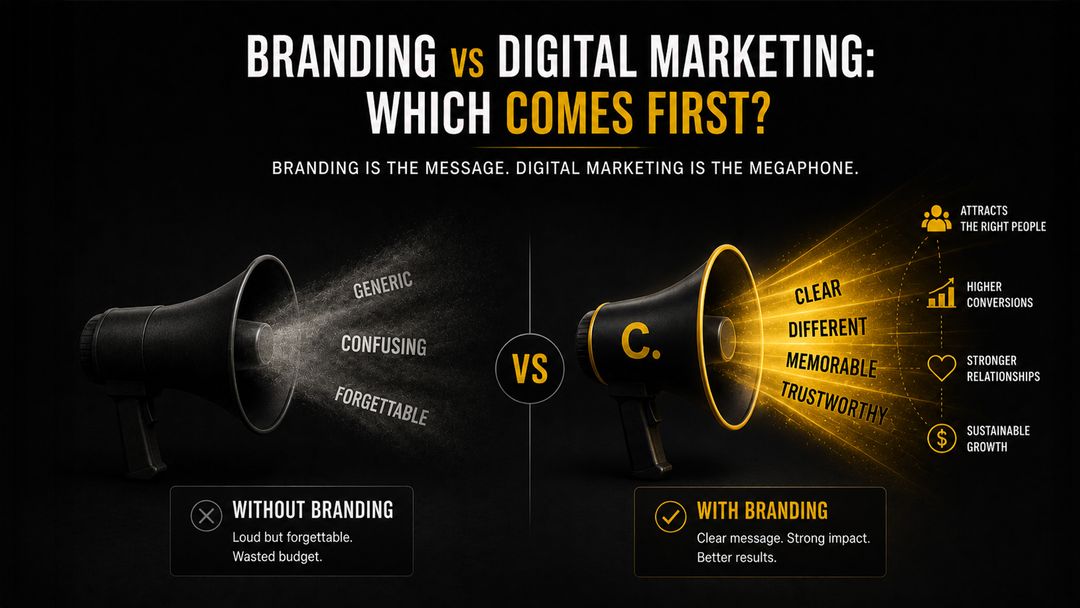 BRANDING VS DIGITAL MARKETING:
WHICH COMES FIRST?
BRANDING IS THE MESSAGE. DIGITAL MARKETING IS THE MEGAPHONE.
GENERIC
CONFUSING
FORGETTABLE
WITHOUT BRANDING
Loud but forgettable.
Wasted budget.
VS
C.
CLEAR
DIFFERENT
MEMORABLE
TRUSTWORTHY
ATTRACTS
THE RIGHT PEOPLE
HIGHER
CONVERSIONS
STRONGER
RELATIONSHIPS
$
SUSTAINABLE
GROWTH
WITH BRANDING
Clear message. Strong impact.
Better results.